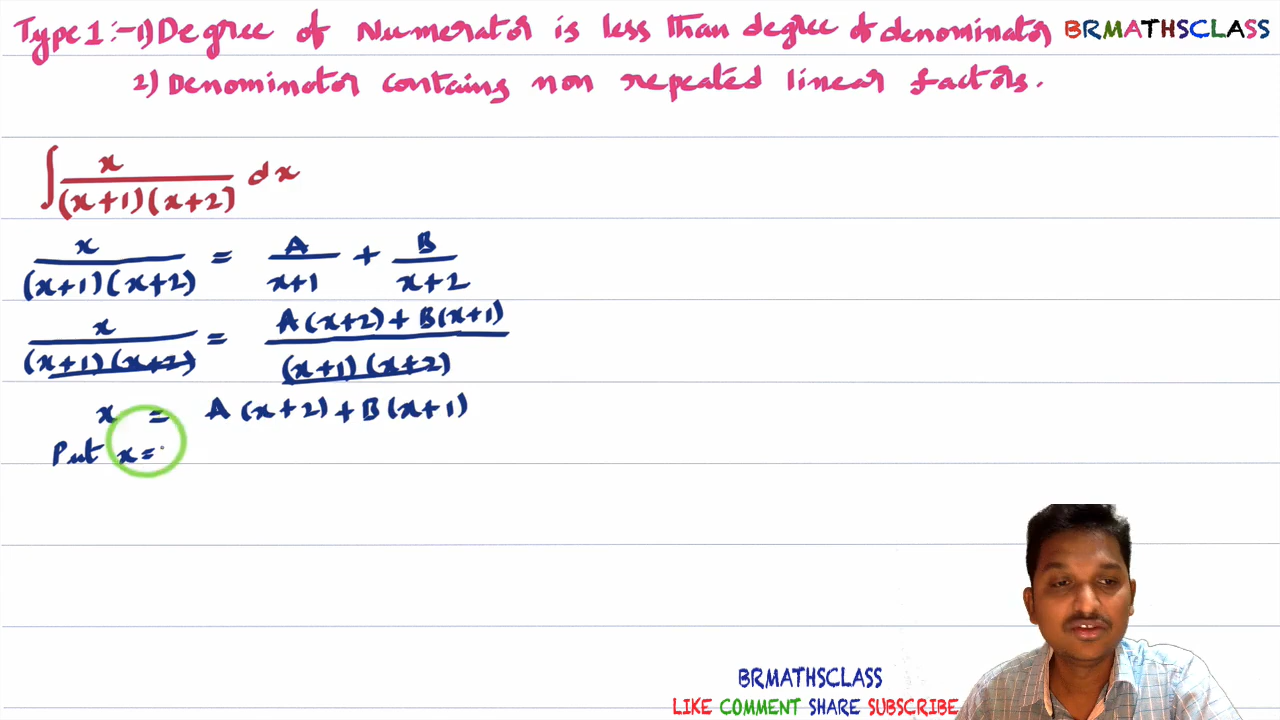 Type 1:- 1) Degree of Numerator is less than degree of denominator BRMATHSCLASS
2) Denominator contains non repeated linear factors.
∫ x/((x+1)(x+2)) dx
x/((x+1)(x+2)) = A/(x+1) + B/(x+2)
x/((x+1)(x+2)) = (A(x+2) + B(x+1))/((x+1)(x+2))
x = A(x+2) + B(x+1)
Put x=
BRMATHSCLASS
LIKE COMMENT SHARE SUBSCRIBE